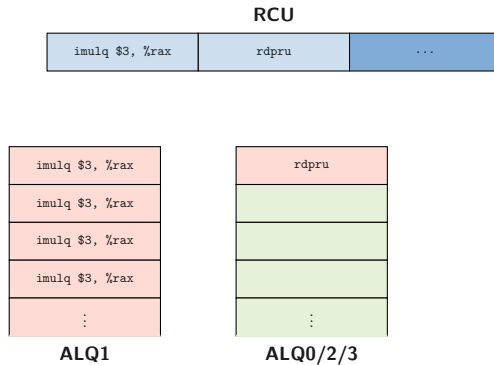 RCU
imulq $3, %rax rdpru ...
imulq $3, %rax rdpru
imulq $3, %rax
imulq $3, %rax
imulq $3, %rax
⋮ ⋮
ALQ1 ALQ0/2/3